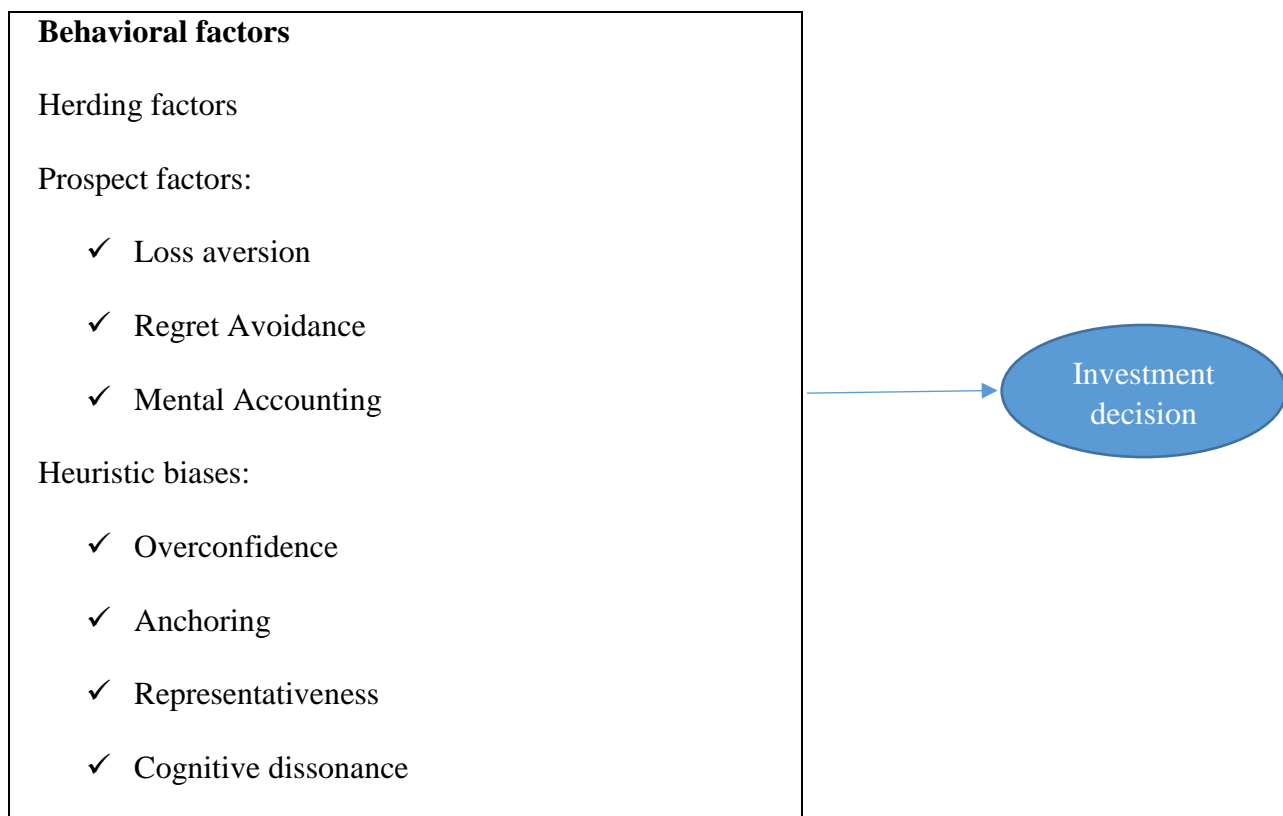 Behavioral factors
Herding factors
Prospect factors:
✓ Loss aversion
✓ Regret Avoidance
✓ Mental Accounting
Heuristic biases:
✓ Overconfidence
✓ Anchoring
✓ Representativeness
✓ Cognitive dissonance
Investment
decision